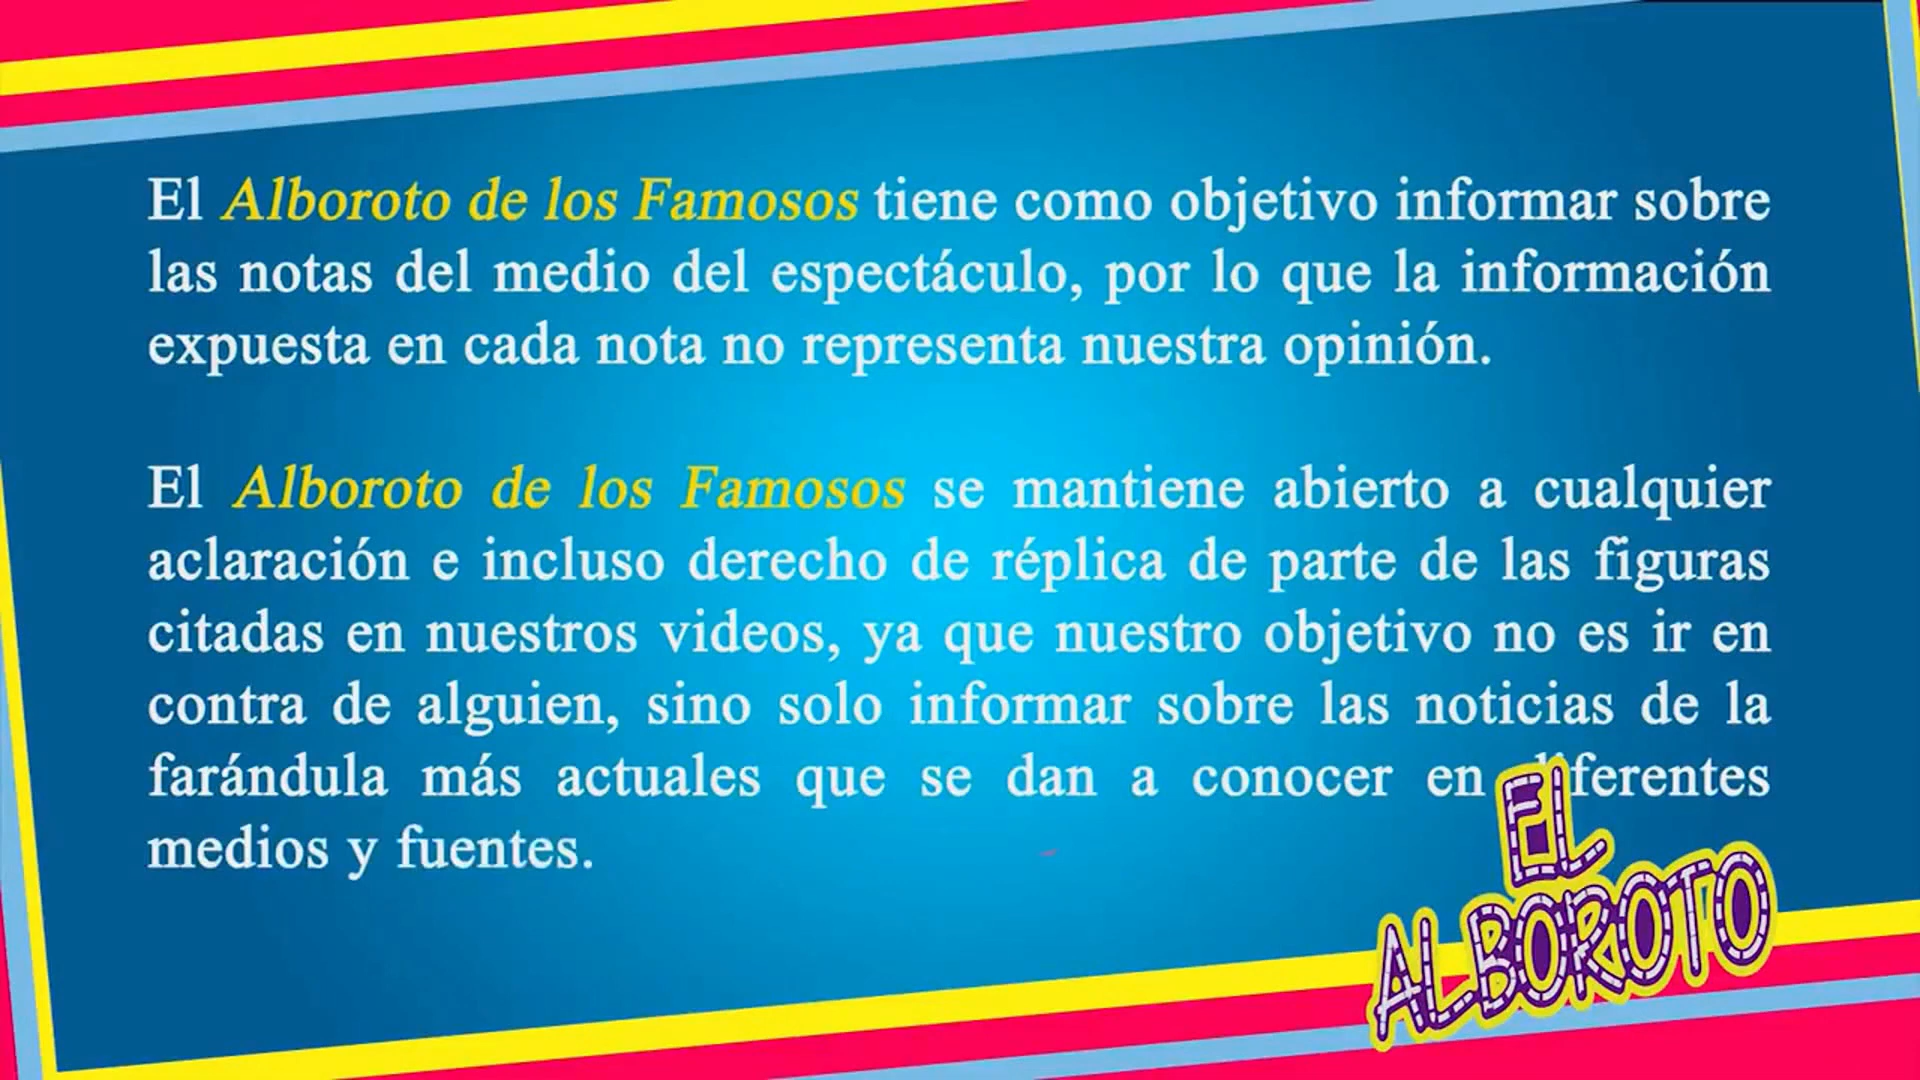 El Alboroto de los Famosos tiene como objetivo informar sobre
las notas del medio del espectáculo, por lo que la información
expuesta en cada nota no representa nuestra opinión.
El Alboroto de los Famosos se mantiene abierto a cualquier
aclaración e incluso derecho de réplica de parte de las figuras
citadas en nuestros videos, ya que nuestro objetivo no es ir en
contra de alguien, sino solo informar sobre las noticias de la
farándula más actuales que se dan a conocer en diferentes
medios y fuentes.
EL
ALBOROTO